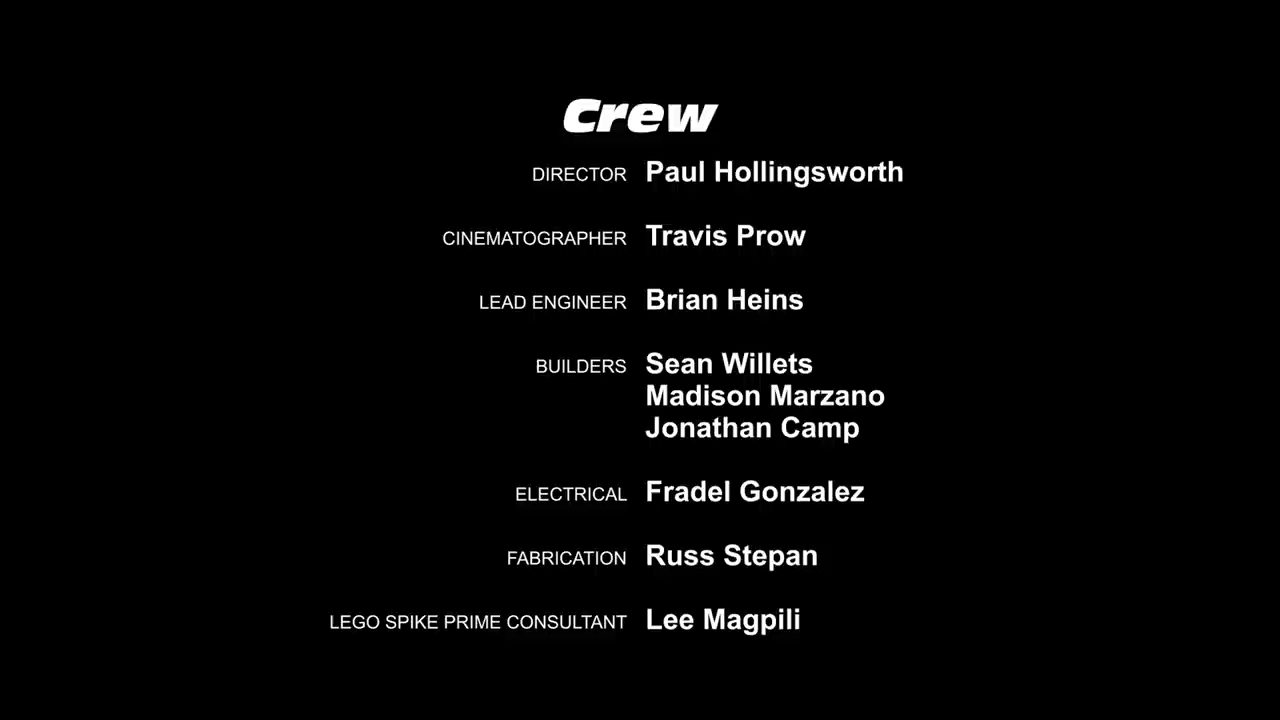 Crew
DIRECTOR Paul Hollingsworth
CINEMATOGRAPHER Travis Prow
LEAD ENGINEER Brian Heins
BUILDERS Sean Willets
Madison Marzano
Jonathan Camp
ELECTRICAL Fradel Gonzalez
FABRICATION Russ Stepan
LEGO SPIKE PRIME CONSULTANT Lee Magpili